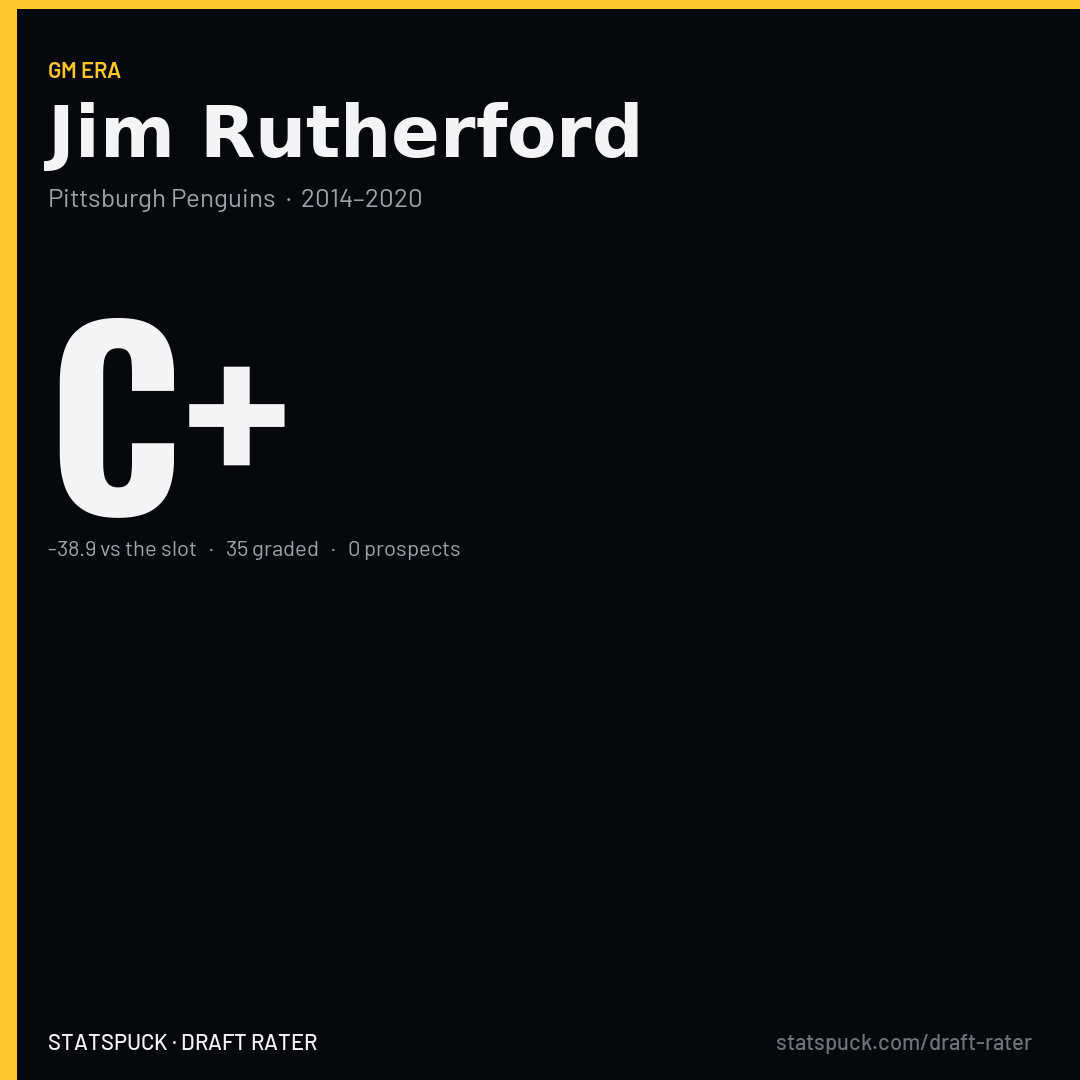 GM ERA
Jim Rutherford
Pittsburgh Penguins · 2014–2020
C+
-38.9 vs the slot · 35 graded · 0 prospects
STATSPUCK · DRAFT RATER
statspuck.com/draft-rater